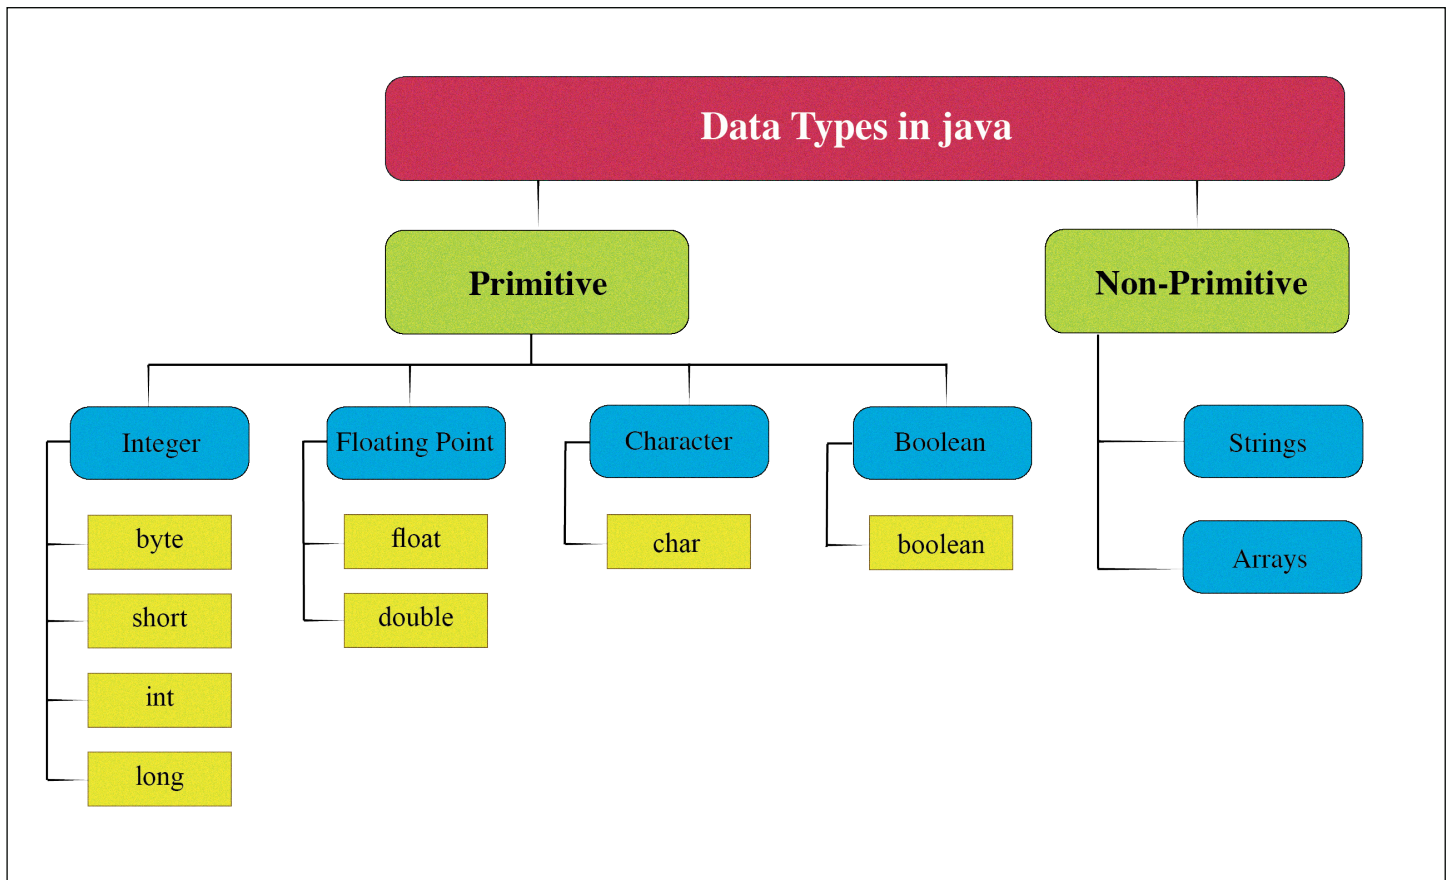 Data Types in java
Primitive
Non-Primitive
Integer
Floating Point
Character
Boolean
Strings
byte
float
char
boolean
Arrays
short
double
int
long